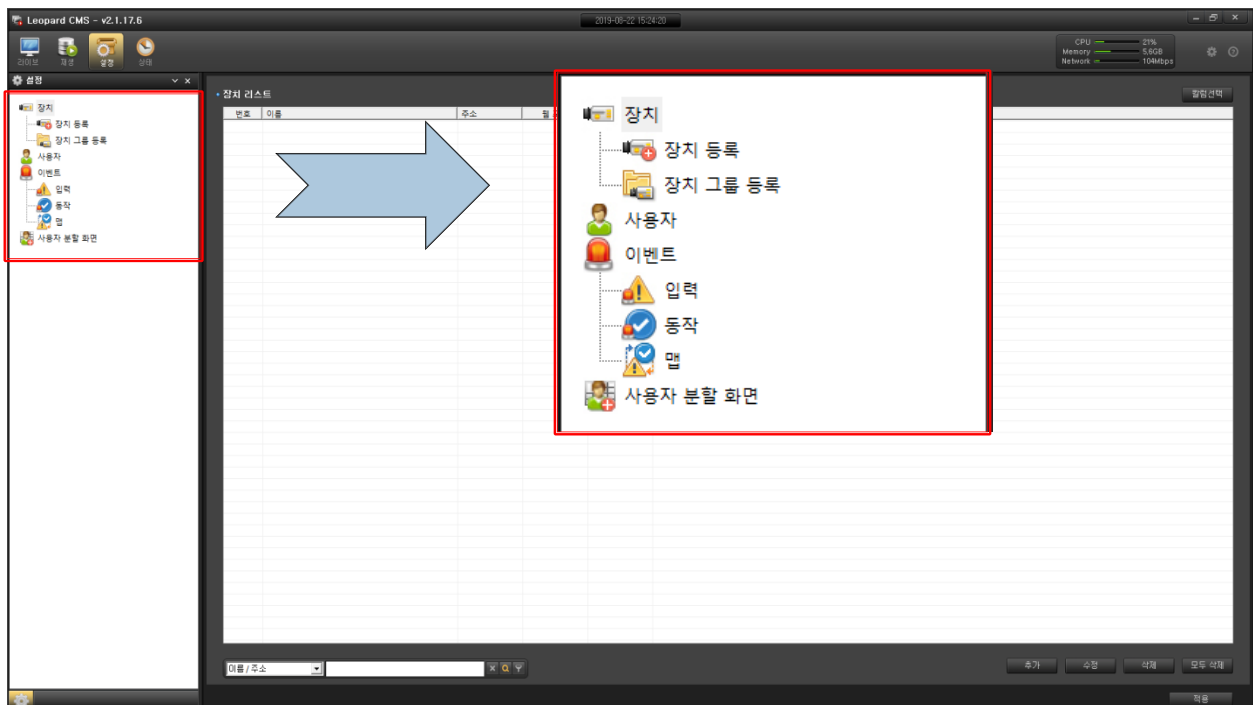 Leopard CMS - v2.1.17.6
2019-08-22 15:24:20
라이브 재생 설정 상태
CPU 21%
Memory 5,6GB
Network 104Mbps
설정
장치
장치 등록
장치 그룹 등록
사용자
이벤트
입력
동작
맵
사용자 분할 화면
장치 리스트
컬럼선택
번호 이름 주소
장치
장치 등록
장치 그룹 등록
사용자
이벤트
입력
동작
맵
사용자 분할 화면
이름/주소
추가 수정 삭제 모두 삭제
적용